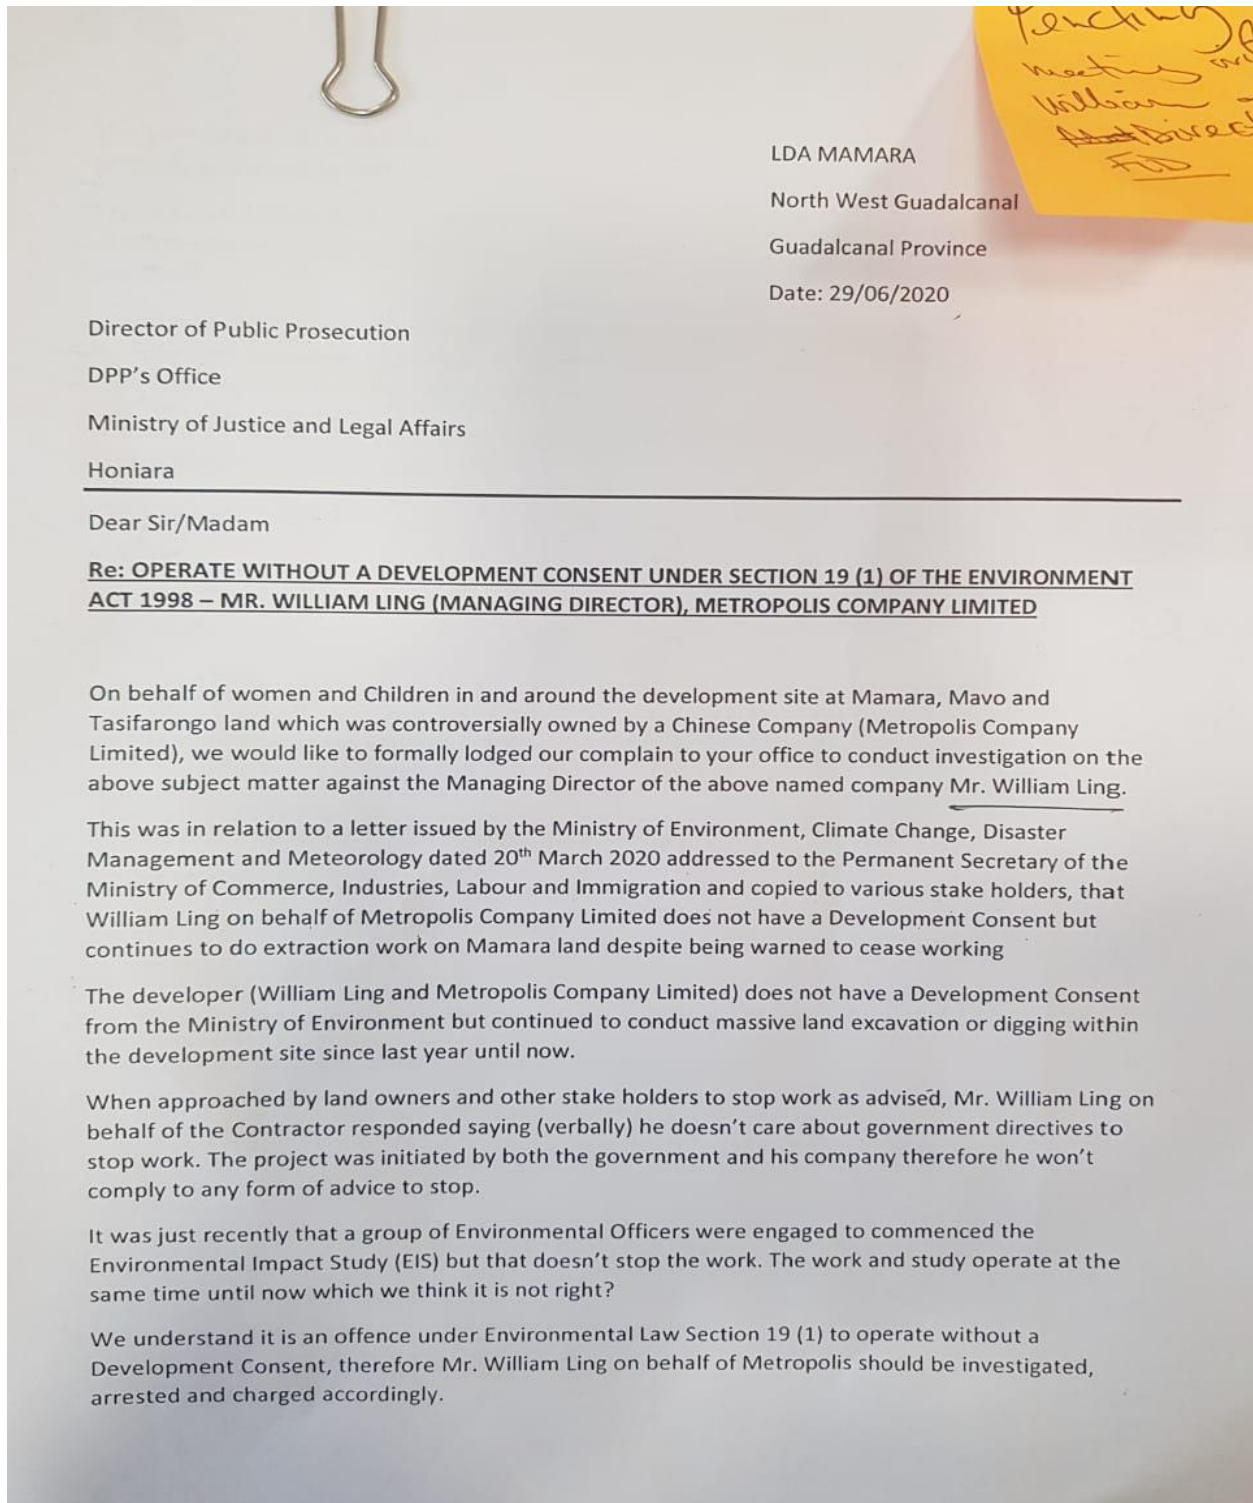 Pending
meeting
William
Direc
FUD
LDA MAMARA
North West Guadalcanal
Guadalcanal Province
Date: 29/06/2020
Director of Public Prosecution
DPP's Office
Ministry of Justice and Legal Affairs
Honiara
Dear Sir/Madam
Re: OPERATE WITHOUT A DEVELOPMENT CONSENT UNDER SECTION 19 (1) OF THE ENVIRONMENT
ACT 1998 – MR. WILLIAM LING (MANAGING DIRECTOR), METROPOLIS COMPANY LIMITED
On behalf of women and Children in and around the development site at Mamara, Mavo and
Tasifarongo land which was controversially owned by a Chinese Company (Metropolis Company
Limited), we would like to formally lodged our complain to your office to conduct investigation on the
above subject matter against the Managing Director of the above named company Mr. William Ling.
This was in relation to a letter issued by the Ministry of Environment, Climate Change, Disaster
Management and Meteorology dated 20th March 2020 addressed to the Permanent Secretary of the
Ministry of Commerce, Industries, Labour and Immigration and copied to various stake holders, that
William Ling on behalf of Metropolis Company Limited does not have a Development Consent but
continues to do extraction work on Mamara land despite being warned to cease working
The developer (William Ling and Metropolis Company Limited) does not have a Development Consent
from the Ministry of Environment but continued to conduct massive land excavation or digging within
the development site since last year until now.
When approached by land owners and other stake holders to stop work as advised, Mr. William Ling on
behalf of the Contractor responded saying (verbally) he doesn't care about government directives to
stop work. The project was initiated by both the government and his company therefore he won't
comply to any form of advice to stop.
It was just recently that a group of Environmental Officers were engaged to commenced the
Environmental Impact Study (EIS) but that doesn't stop the work. The work and study operate at the
same time until now which we think it is not right?
We understand it is an offence under Environmental Law Section 19 (1) to operate without a
Development Consent, therefore Mr. William Ling on behalf of Metropolis should be investigated,
arrested and charged accordingly.